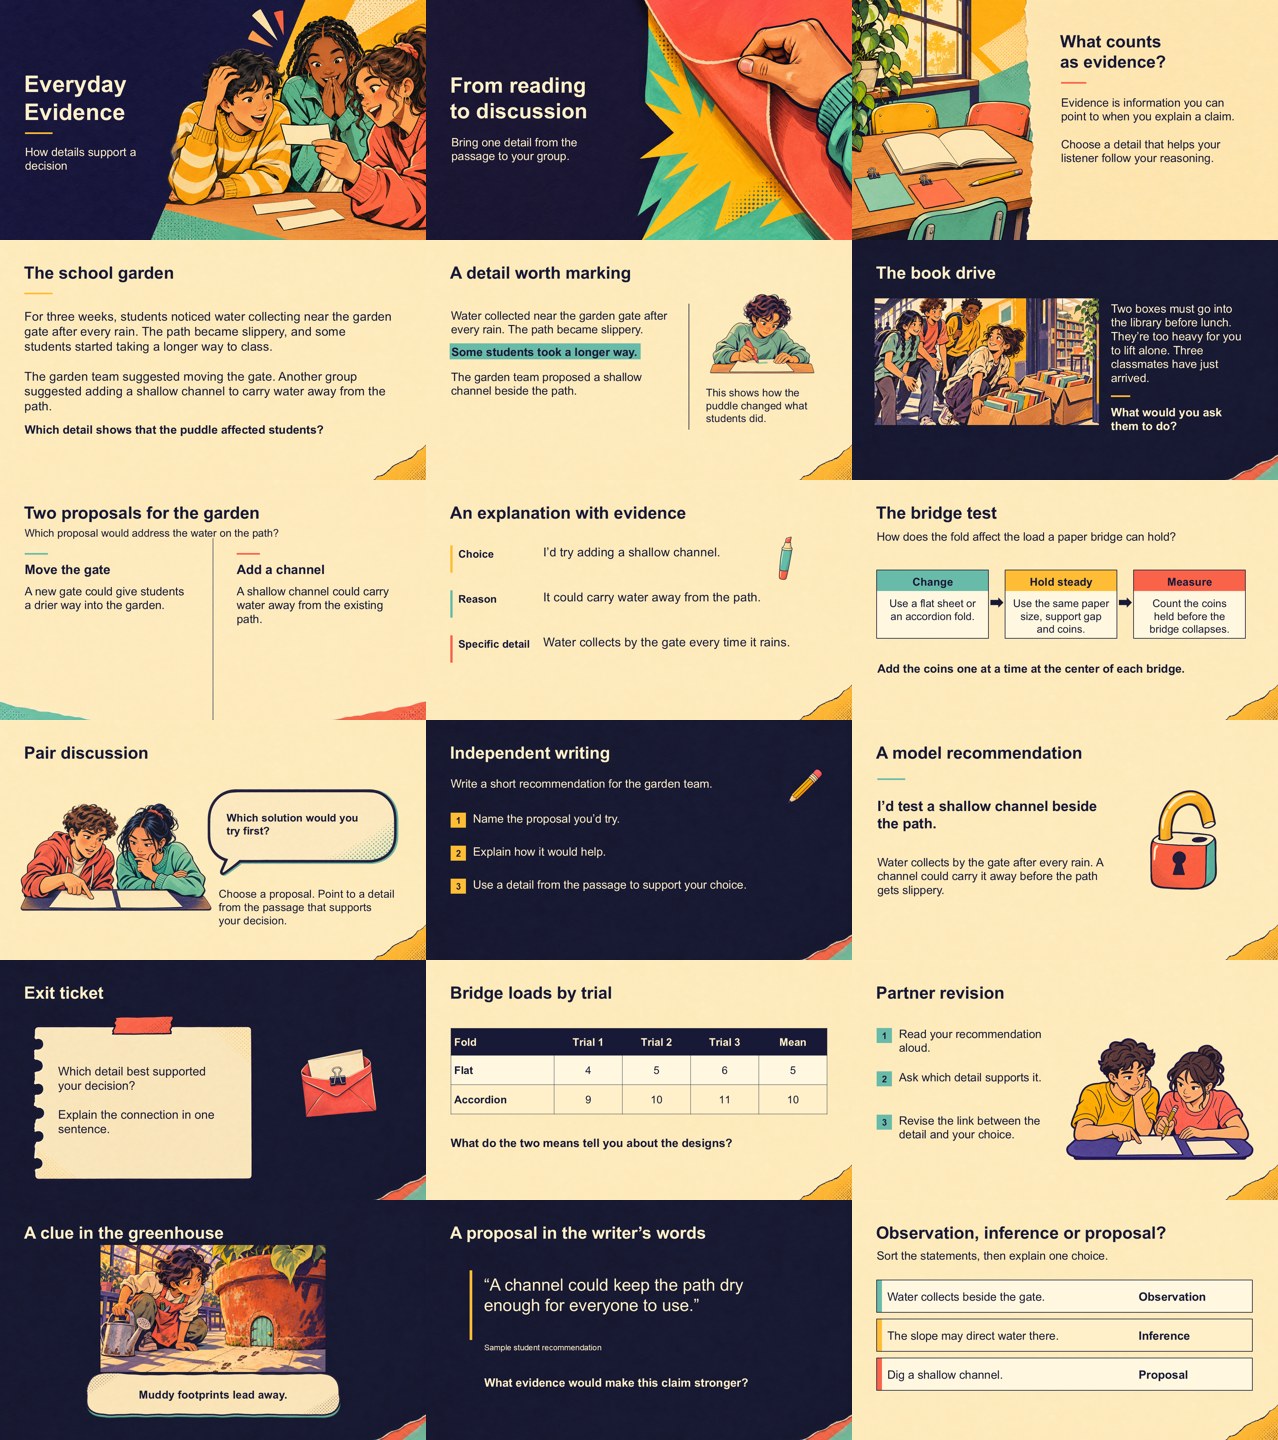 Everyday
Evidence
How details support a
decision
From reading
to discussion
Bring one detail from the
passage to your group.
What counts
as evidence?
Evidence is information you can
point to when you explain a claim.
Choose a detail that helps your
listener follow your reasoning.
The school garden
For three weeks, students noticed water collecting near the garden
gate after every rain. The path became slippery, and some
students started taking a longer way to class.
The garden team suggested moving the gate. Another group
suggested adding a shallow channel to carry water away from the
path.
Which detail shows that the puddle affected students?
A detail worth marking
Water collected near the garden gate after
every rain. The path became slippery.
Some students took a longer way.
The garden team proposed a shallow
channel beside the path.
This shows how the
puddle changed what
students did.
The book drive
Two boxes must go into
the library before lunch.
They’re too heavy for you
to lift alone. Three
classmates have just
arrived.
What would you ask
them to do?
Two proposals for the garden
Which proposal would address the water on the path?
Move the gate
A new gate could give students
a drier way into the garden.
Add a channel
A shallow channel could carry
water away from the existing
path.
An explanation with evidence
Choice
I’d try adding a shallow channel.
Reason
It could carry water away from the path.
Specific detail
Water collects by the gate every time it rains.
The bridge test
How does the fold affect the load a paper bridge can hold?
Change
Use a flat sheet or
an accordion fold.
Hold steady
Use the same paper
size, support gap
and coins.
Measure
Count the coins
held before the
bridge collapses.
Add the coins one at a time at the center of each bridge.
Pair discussion
Which solution would you
try first?
Choose a proposal. Point to a detail
from the passage that supports
your decision.
Independent writing
Write a short recommendation for the garden team.
1 Name the proposal you’d try.
2 Explain how it would help.
3 Use a detail from the passage to support your choice.
A model recommendation
I’d test a shallow channel beside
the path.
Water collects by the gate after every rain. A
channel could carry it away before the path
gets slippery.
Exit ticket
Which detail best supported
your decision?
Explain the connection in one
sentence.
Bridge loads by trial
Fold Trial 1 Trial 2 Trial 3 Mean
Flat 4 5 6 5
Accordion 9 10 11 10
What do the two means tell you about the designs?
Partner revision
1 Read your recommendation
aloud.
2 Ask which detail supports it.
3 Revise the link between the
detail and your choice.
A clue in the greenhouse
Muddy footprints lead away.
A proposal in the writer’s words
“A channel could keep the path dry
enough for everyone to use.”
Sample student recommendation
What evidence would make this claim stronger?
Observation, inference or proposal?
Sort the statements, then explain one choice.
Water collects beside the gate. Observation
The slope may direct water there. Inference
Dig a shallow channel. Proposal